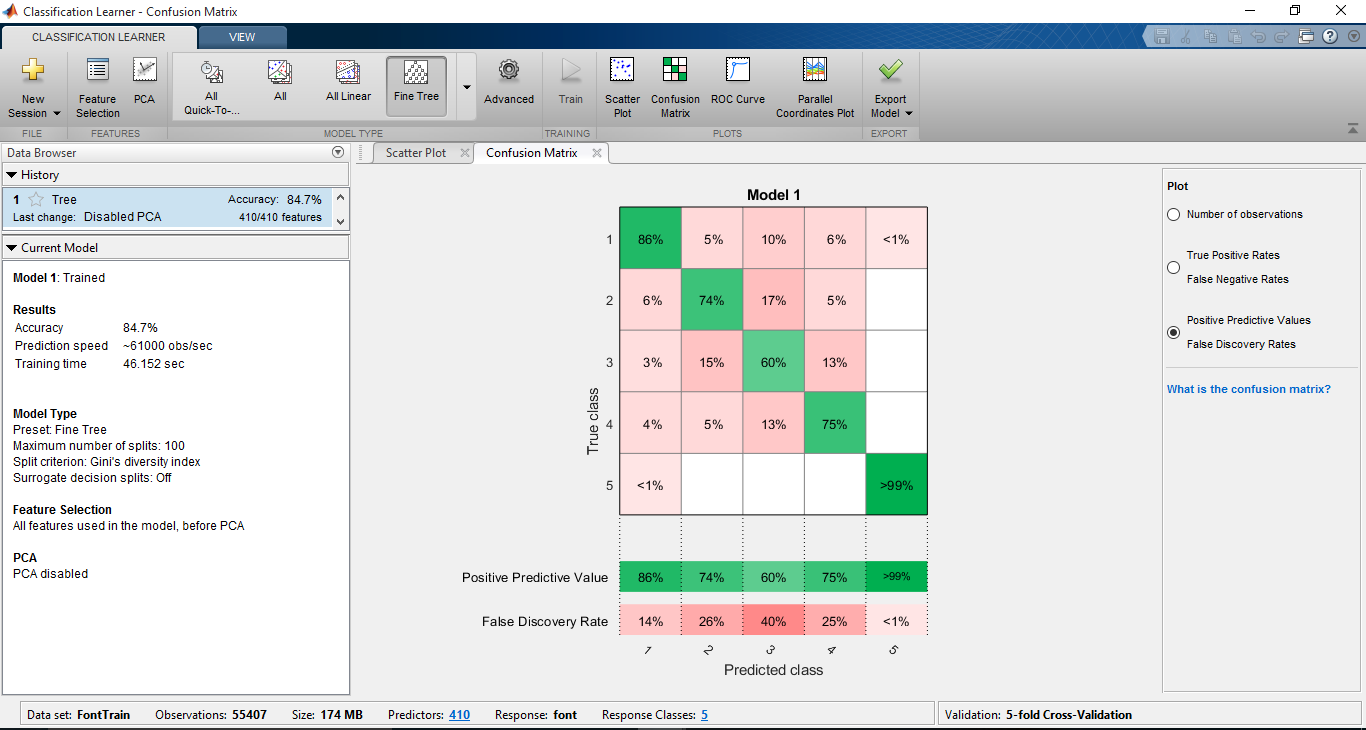 Classification Learner - Confusion Matrix
CLASSIFICATION LEARNER VIEW
New Session
Feature Selection
PCA
All Quick-To-...
All
All Linear
Fine Tree
Advanced
Train
Scatter Plot
Confusion Matrix
ROC Curve
Parallel Coordinates Plot
Export Model
FILE FEATURES MODEL TYPE TRAINING PLOTS EXPORT
Data Browser
History
1 Tree Accuracy: 84.7%
Last change: Disabled PCA 410/410 features
Current Model
Model 1: Trained
Results
Accuracy 84.7%
Prediction speed ~61000 obs/sec
Training time 46.152 sec
Model Type
Preset: Fine Tree
Maximum number of splits: 100
Split criterion: Gini's diversity index
Surrogate decision splits: Off
Feature Selection
All features used in the model, before PCA
PCA
PCA disabled
Scatter Plot Confusion Matrix
Model 1
True class
1 86% 5% 10% 6% <1%
2 6% 74% 17% 5%
3 3% 15% 60% 13%
4 4% 5% 13% 75%
5 <1% >99%
Positive Predictive Value 86% 74% 60% 75% >99%
False Discovery Rate 14% 26% 40% 25% <1%
1 2 3 4 5
Predicted class
Plot
Number of observations
True Positive Rates
False Negative Rates
Positive Predictive Values
False Discovery Rates
What is the confusion matrix?
Data set: FontTrain Observations: 55407 Size: 174 MB Predictors: 410 Response: font Response Classes: 5 Validation: 5-fold Cross-Validation